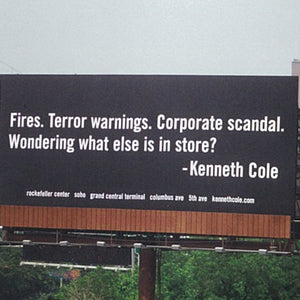 Fires. Terror warnings. Corporate scandal.
Wondering what else is in store?
-Kenneth Cole
rockefeller center soho grand central terminal columbus ave 5th ave kennethcole.com